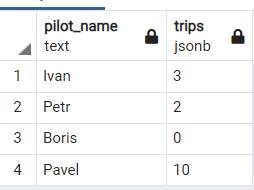 pilot_name trips
text jsonb
1 Ivan 3
2 Petr 2
3 Boris 0
4 Pavel 10